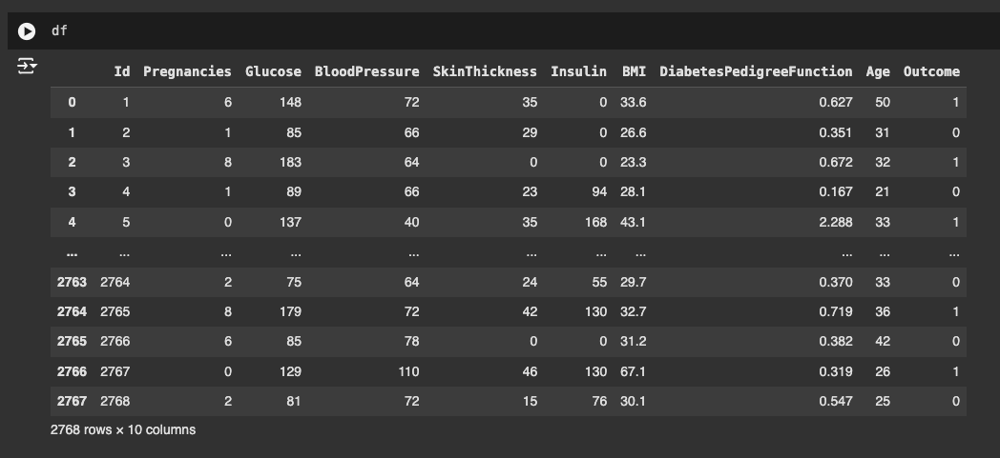 df
Id Pregnancies Glucose BloodPressure SkinThickness Insulin BMI DiabetesPedigreeFunction Age Outcome
0 1 6 148 72 35 0 33.6 0.627 50 1
1 2 1 85 66 29 0 26.6 0.351 31 0
2 3 8 183 64 0 0 23.3 0.672 32 1
3 4 1 89 66 23 94 28.1 0.167 21 0
4 5 0 137 40 35 168 43.1 2.288 33 1
... ... ... ... ... ... ... ... ... ... ...
2763 2764 2 75 64 24 55 29.7 0.370 33 0
2764 2765 8 179 72 42 130 32.7 0.719 36 1
2765 2766 6 85 78 0 0 31.2 0.382 42 0
2766 2767 0 129 110 46 130 67.1 0.319 26 1
2767 2768 2 81 72 15 76 30.1 0.547 25 0
2768 rows × 10 columns